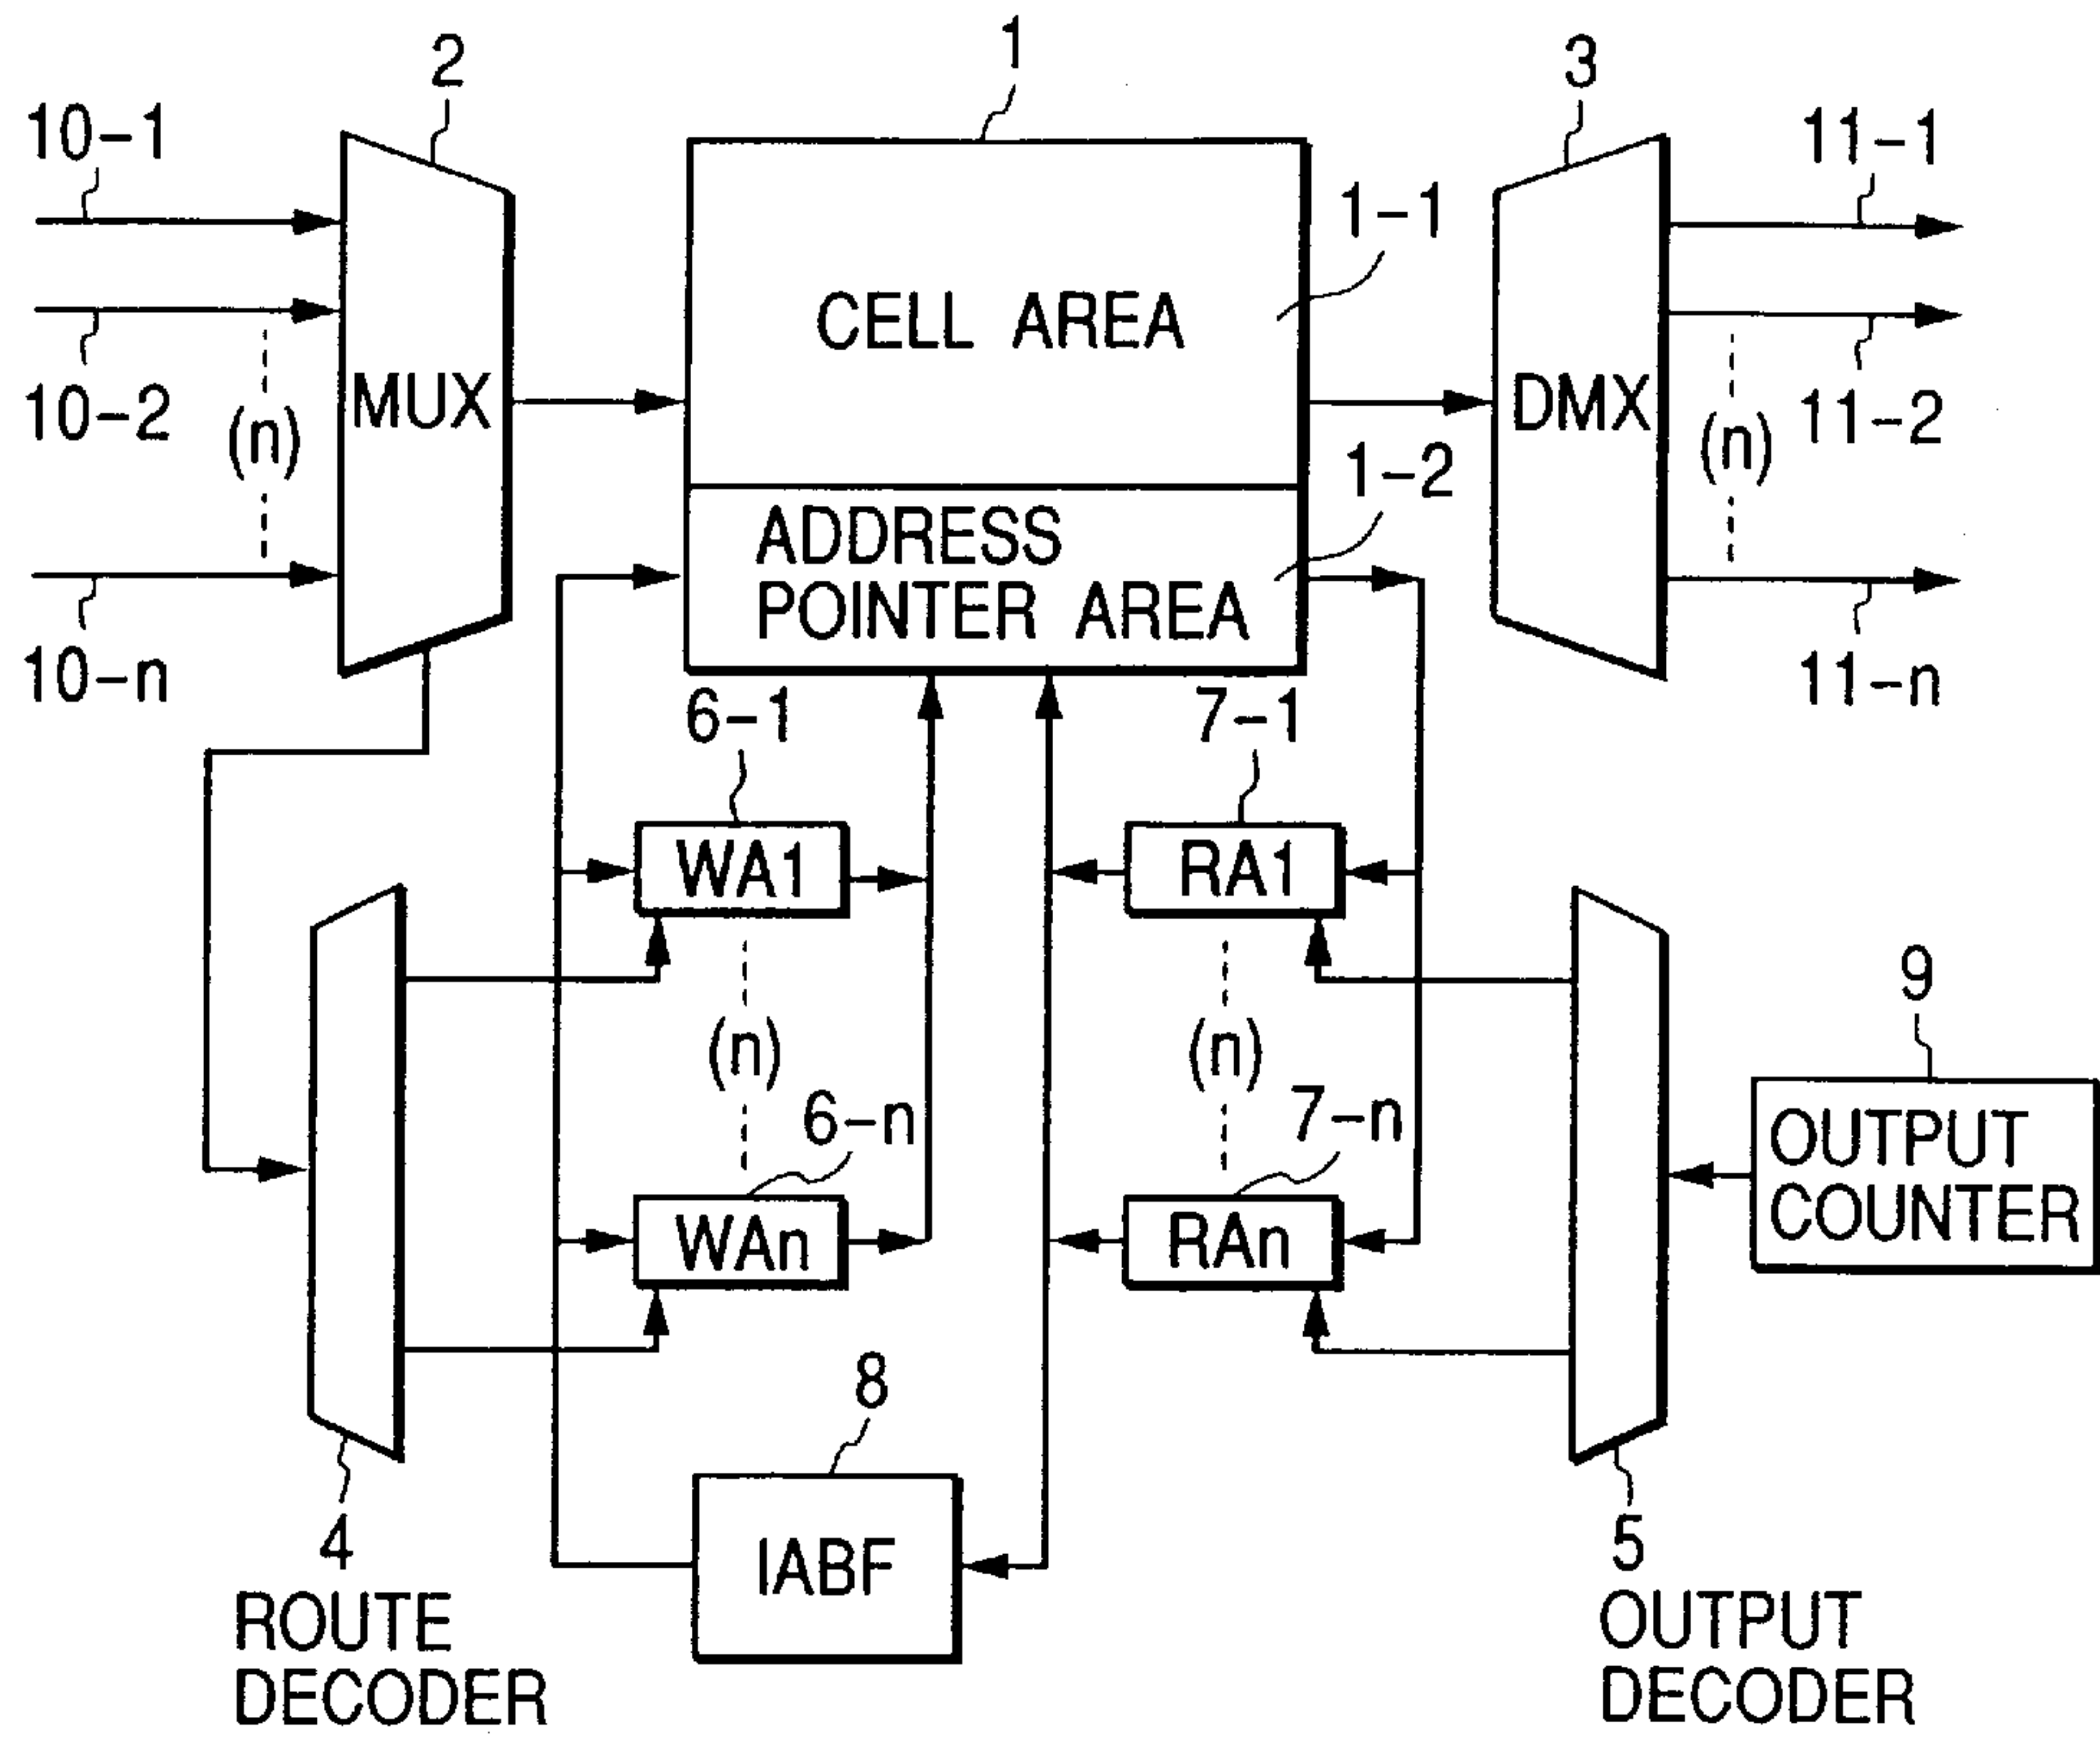 2
1
3
10-1
11-1
1-1
CELL AREA
10-2
(n)
MUX
DMX
(n)
11-2
1-2
ADDRESS
POINTER AREA
10-n
11-n
6-1
7-1
WA1
RA1
9
(n)
(n)
6-n
7-n
OUTPUT
COUNTER
WAn
RAn
8
4
IABF
5
ROUTE
DECODER
OUTPUT
DECODER